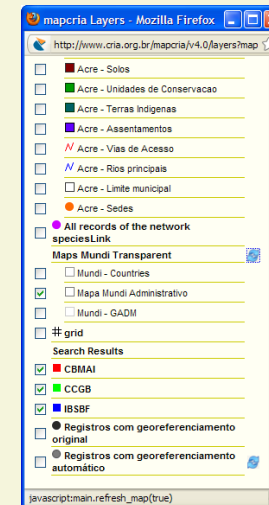 mapcria Layers - Mozilla Firefox
http://www.cria.org.br/mapcria/v4.0/layers?map
Acre - Solos
Acre - Unidades de Conservacao
Acre - Terras Indigenas
Acre - Assentamentos
Acre - Vias de Acesso
Acre - Rios principais
Acre - Limite municipal
Acre - Sedes
All records of the network
speciesLink
Maps Mundi Transparent
Mundi - Countries
Mapa Mundi Administrativo
Mundi - GADM
grid
Search Results
CBMAI
CCGB
IBSBF
Registros com georeferenciamento
original
Registros com georeferenciamento
automático
javascript:main.refresh_map(true)